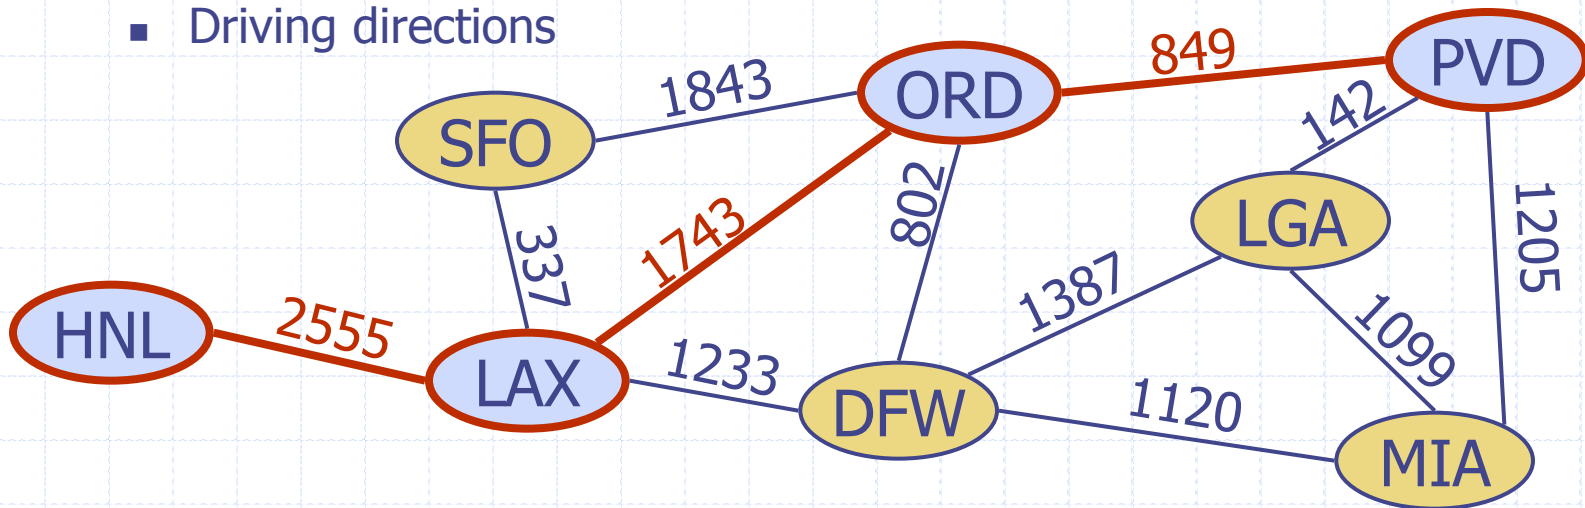 ▪ Driving directions
849
PVD
1843
ORD
142
SFO
802
LGA
1205
1743
337
1387
HNL
2555
1099
LAX
1233
DFW
1120
MIA